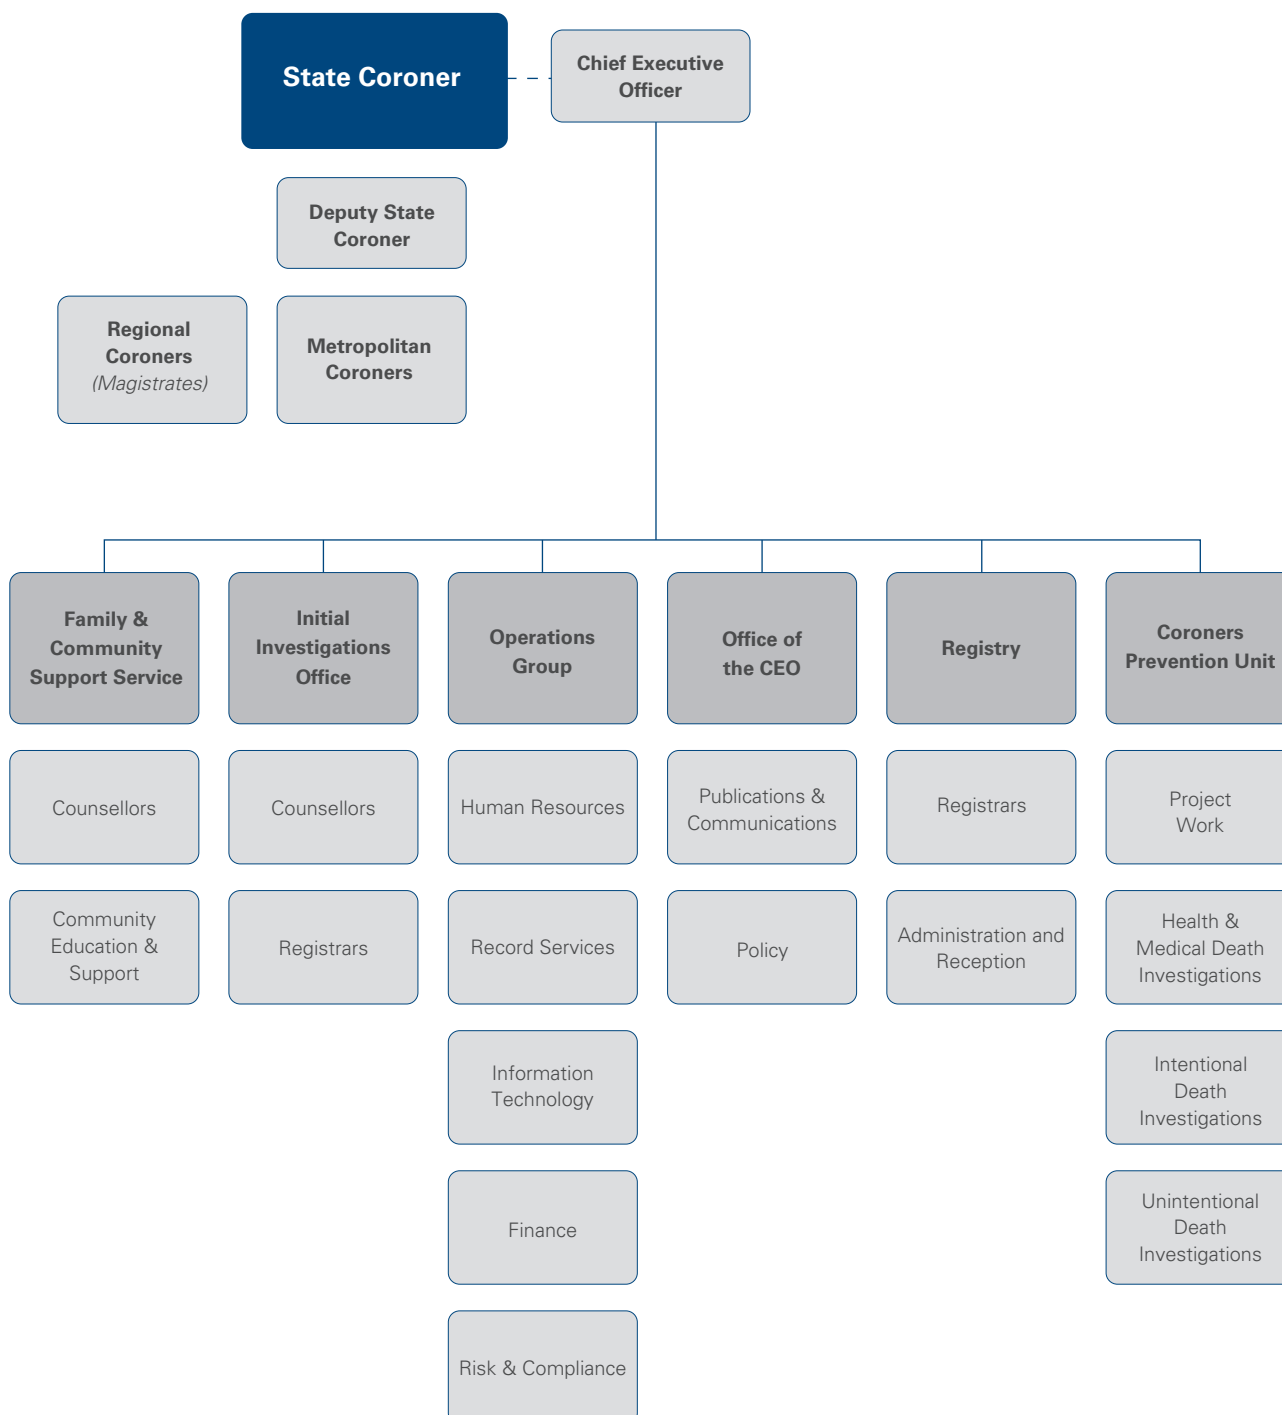 State Coroner
Chief Executive
Officer
Deputy State
Coroner
Regional
Coroners
(Magistrates)
Metropolitan
Coroners
Family &
Community
Support Service
Initial
Investigations
Office
Operations
Group
Office of
the CEO
Registry
Coroners
Prevention Unit
Counsellors
Counsellors
Human Resources
Publications &
Communications
Registrars
Project
Work
Community
Education &
Support
Registrars
Record Services
Policy
Administration and
Reception
Health &
Medical Death
Investigations
Information
Technology
Intentional
Death
Investigations
Finance
Unintentional
Death
Investigations
Risk & Compliance